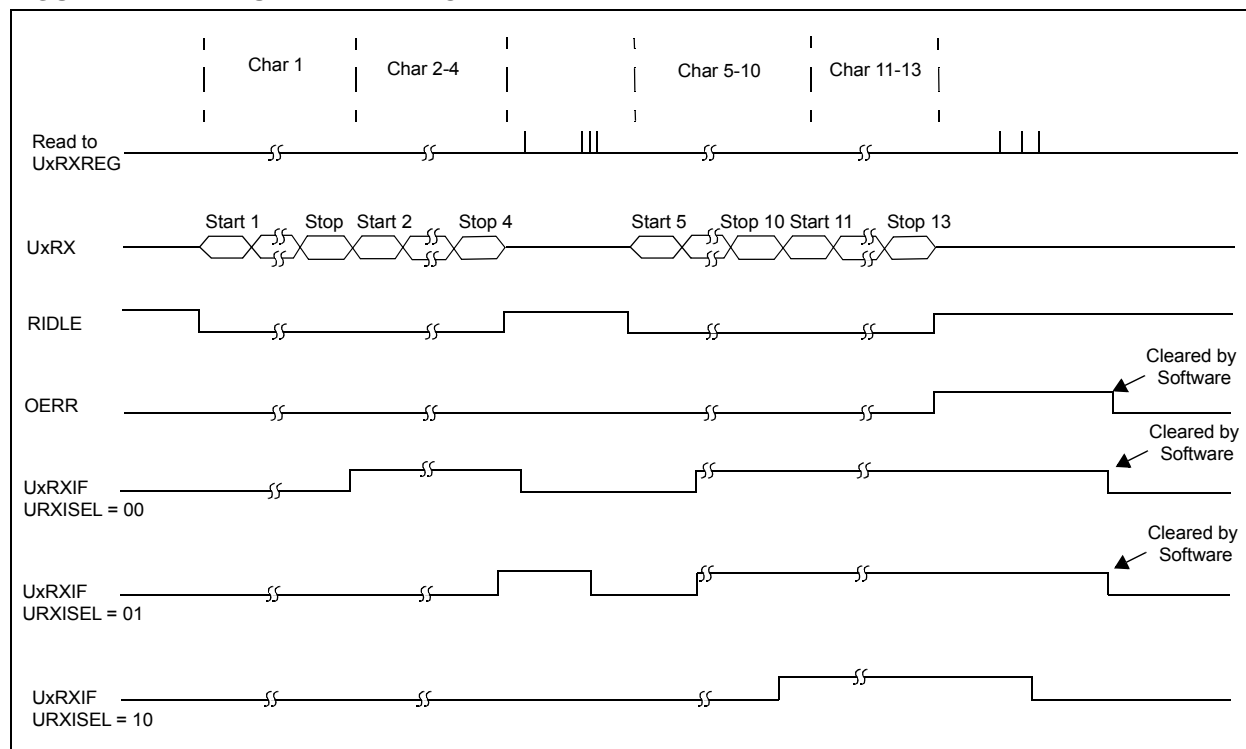 Char 1
Char 2-4
Char 5-10
Char 11-13
Read to
UxRXREG
Start 1
Stop
Start 2
Stop 4
Start 5
Stop 10
Start 11
Stop 13
UxRX
RIDLE
Cleared by
Software
OERR
Cleared by
Software
UxRXIF
URXISEL = 00
Cleared by
Software
UxRXIF
URXISEL = 01
UxRXIF
URXISEL = 10